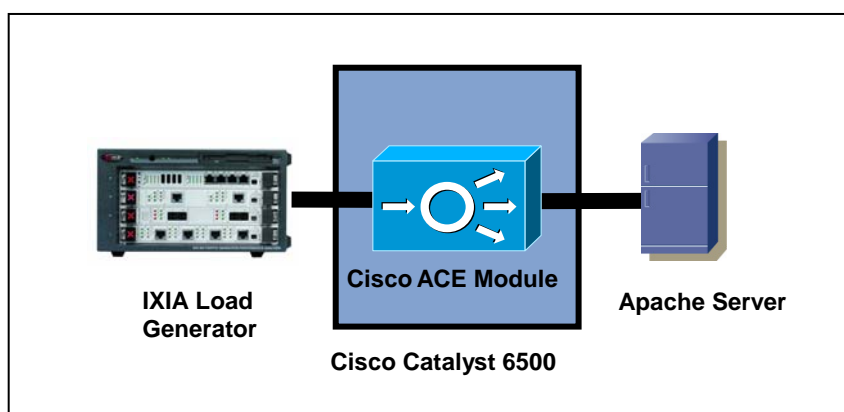 Cisco ACE Module
IXIA Load
Generator
Apache Server
Cisco Catalyst 6500